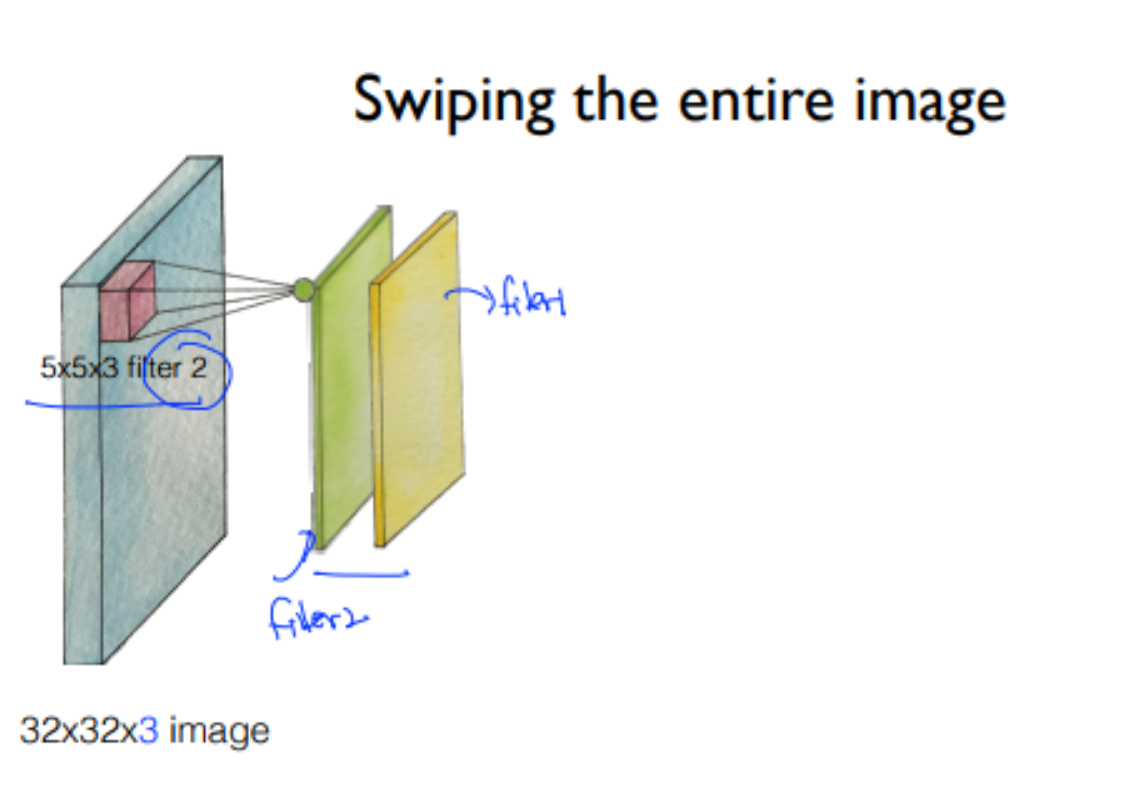 Swiping the entire image
filter1
5x5x3 filter 2
filter2
32x32x3 image